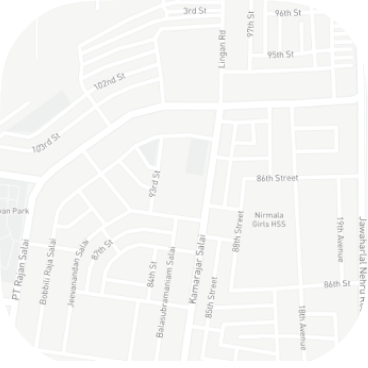 3rd St
97th St
96th St
Lingan Rd
95th St
102nd St
103rd St
93rd St
86th Street
an Park
Nirmala
Girls HSS
88th Street
19th Avenue
Jawaharlal Nehru
87th St
PT Rajan Salai
Bobbili Raja Salai
Jeevanandan Salai
84th St
Balasubramaniam Salai
Kamarajar Salai
85th Street
86th St
18th Avenue